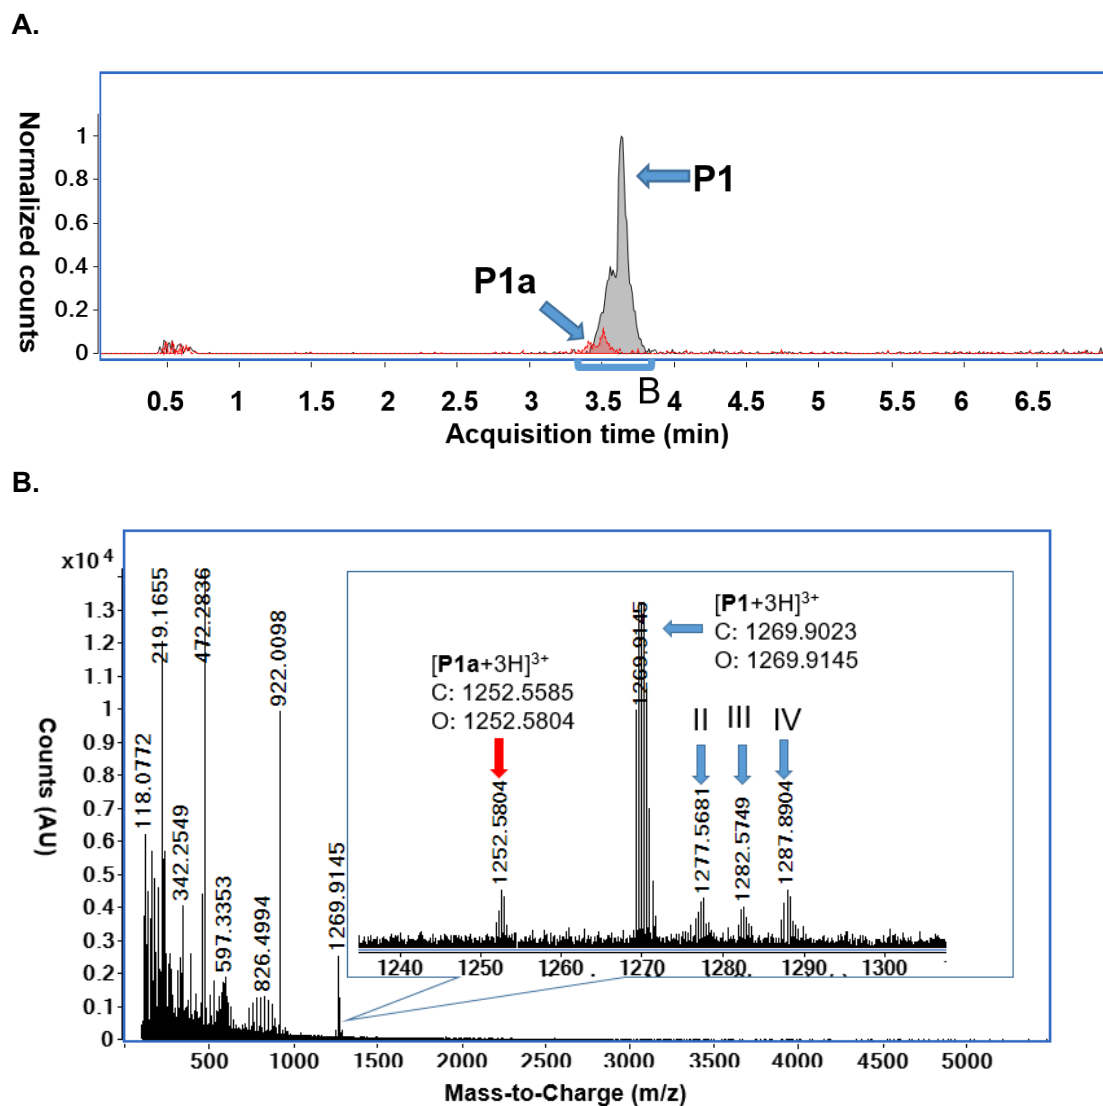 A.
Normalized counts
1
0.8
0.6
0.4
0.2
0
P1
P1a
B
0.5 1 1.5 2 2.5 3 3.5 4 4.5 5 5.5 6 6.5
Acquisition time (min)
B.
x10⁴
Counts (AU)
1.3
1.2
1.1
1
0.9
0.8
0.7
0.6
0.5
0.4
0.3
0.2
0.1
0
118.0772
219.1655
342.2549
472.2836
597.3353
826.4994
922.0098
1269.9145
[P1a+3H]³⁺
C: 1252.5585
O: 1252.5804
1252.5804
1269.9145
[P1+3H]³⁺
C: 1269.9023
O: 1269.9145
II III IV
1277.5681
1282.5749
1287.8904
1240 1250 1260 1270 1280 1290 1300
500 1000 1500 2000 2500 3000 3500 4000 4500 5000
Mass-to-Charge (m/z)